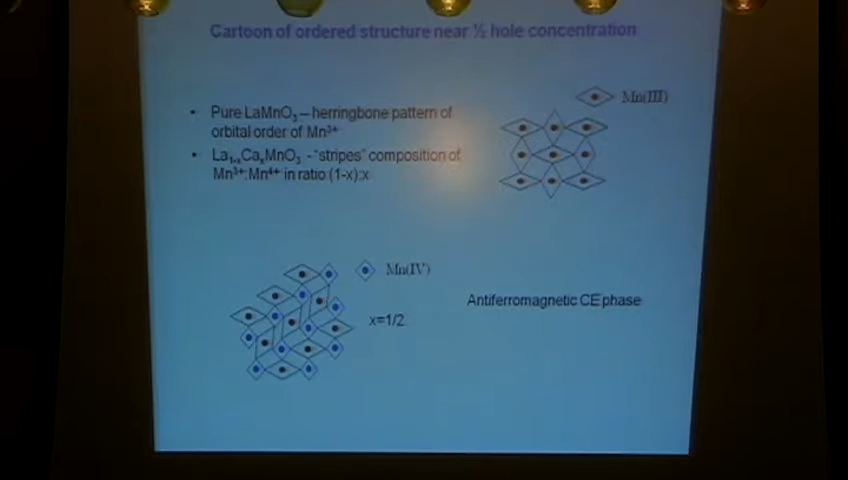 Cartoon of ordered structure near ½ hole concentration
• Pure LaMnO₃ – herringbone pattern of
orbital order of Mn³⁺
• La₁₋ₓCaₓMnO₃ - "stripes" composition of
Mn³⁺:Mn⁴⁺ in ratio (1-x):x
Mn(III)
Mn(IV)
x=1/2
Antiferromagnetic CE phase